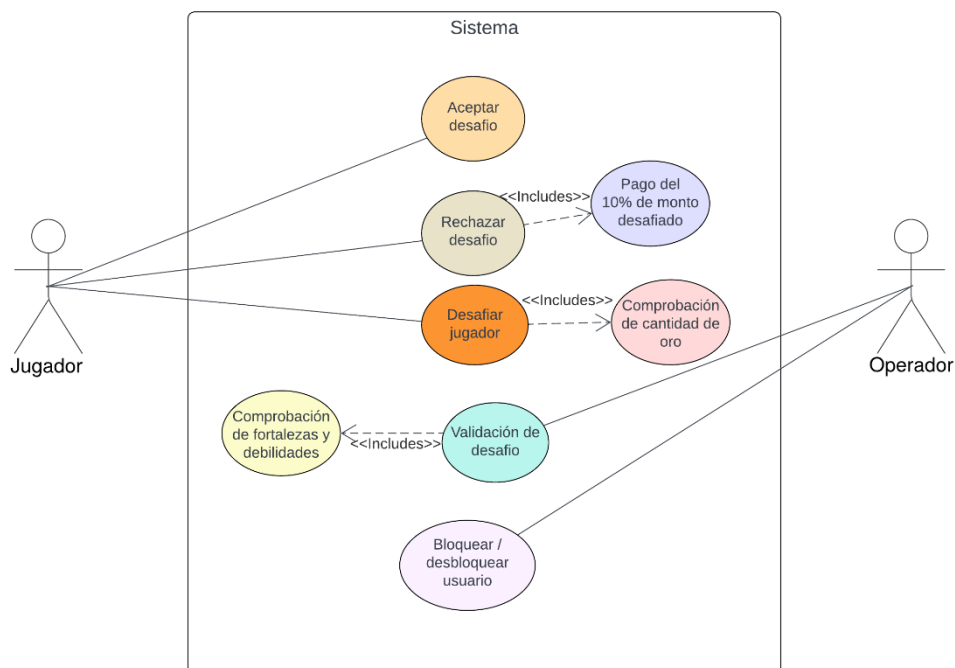 Sistema
Aceptar
desafio
<<Includes>>
Pago del
10% de monto
desafiado
Rechazar
desafio
<<Includes>>
Comprobación
de cantidad de
oro
Desafiar
jugador
Jugador
Operador
Comprobación
de fortalezas y
debilidades
<<Includes>>
Validación de
desafio
Bloquear /
desbloquear
usuario